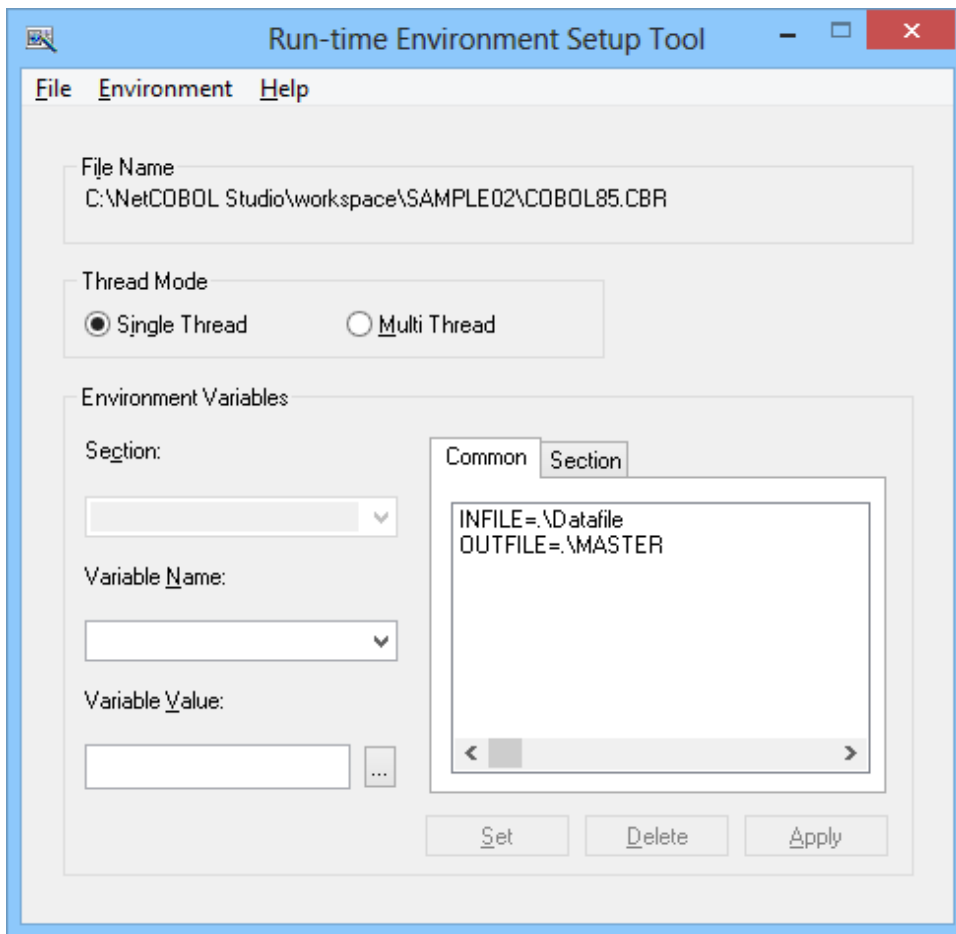 Run-time Environment Setup Tool
File Environment Help
File Name
C:\NetCOBOL Studio\workspace\SAMPLE02\COBOL85.CBR
Thread Mode
Single Thread Multi Thread
Environment Variables
Section:
Variable Name:
Variable Value:
...
Common Section
INFILE=.\Datafile
OUTFILE=.\MASTER
Set Delete Apply